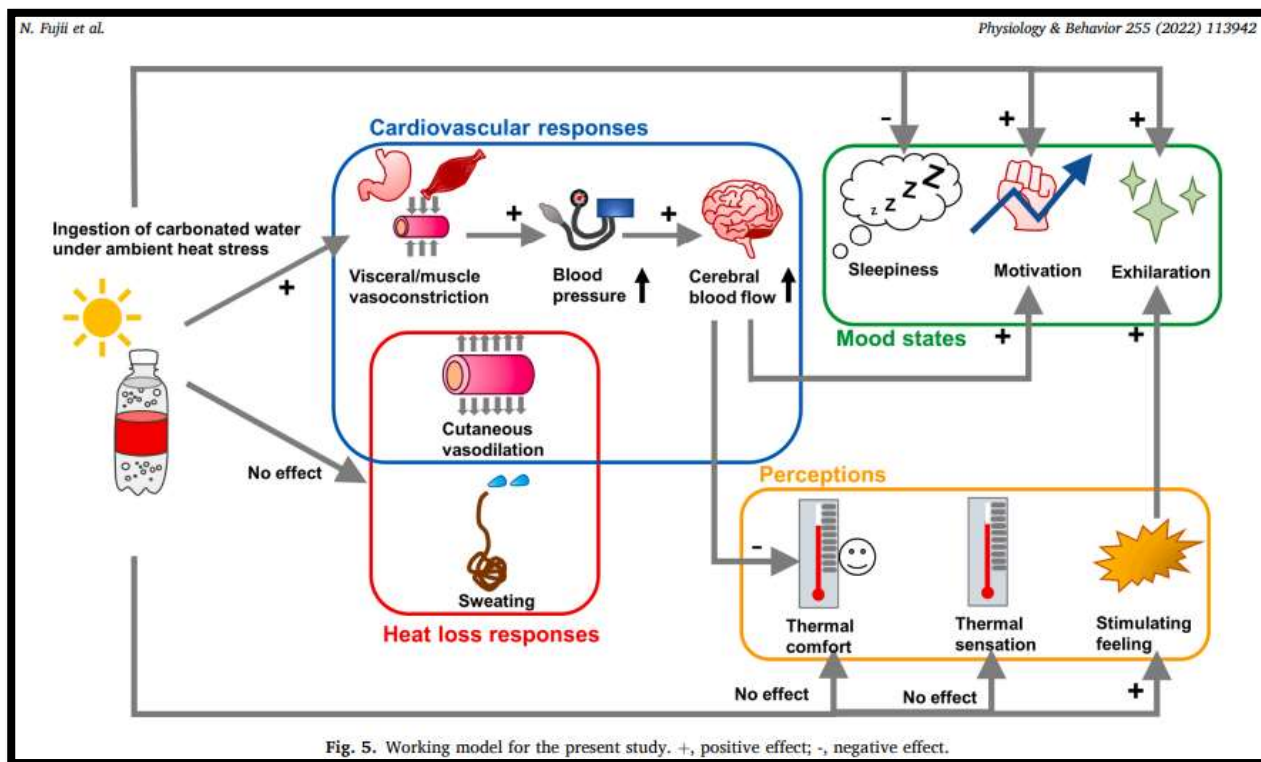 N. Fujii et al.
Physiology & Behavior 255 (2022) 113942
Cardiovascular responses
-
+
+
Ingestion of carbonated water
under ambient heat stress
+
Visceral/muscle
vasoconstriction
+
Blood
pressure
+
Cerebral
blood flow
z z Z Z
Sleepiness
Motivation
Exhilaration
Mood states
+
+
Cutaneous
vasodilation
No effect
Sweating
Heat loss responses
Perceptions
-
Thermal
comfort
Thermal
sensation
Stimulating
feeling
No effect
No effect
+
Fig. 5. Working model for the present study. +, positive effect; -, negative effect.